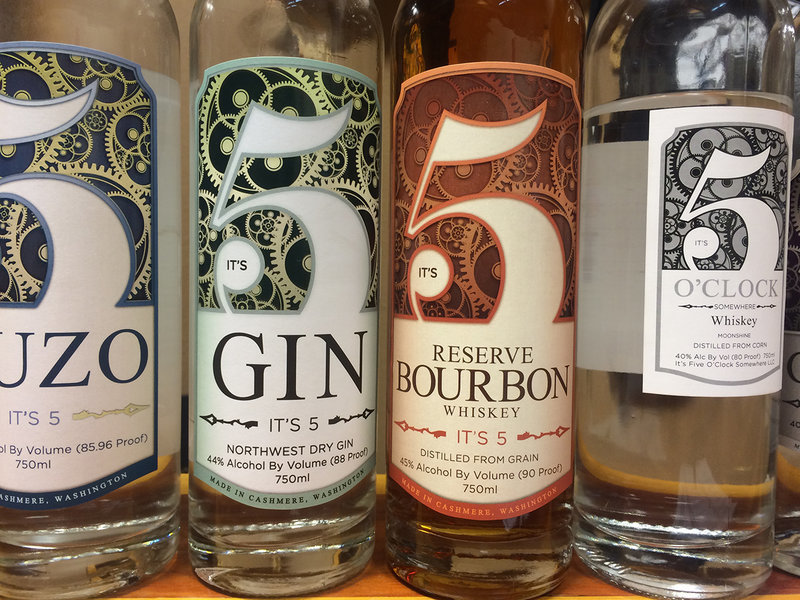 5
UZO
IT'S 5
ol By Volume (85.96 Proof)
750ml
ASHMERE, WASHINGTON
IT'S
5
GIN
IT'S 5
NORTHWEST DRY GIN
44% Alcohol By Volume (88 Proof)
750ml
MADE IN CASHMERE, WASHINGTON
IT'S
5
RESERVE
BOURBON
WHISKEY
IT'S 5
DISTILLED FROM GRAIN
45% Alcohol By Volume (90 Proof)
750ml
MADE IN CASHMERE, WASHINGTON
IT'S
5
O'CLOCK
SOMEWHERE
Whiskey
MOONSHINE
DISTILLED FROM CORN
40% Alc By Vol (80 Proof) 750ml
It's Five O'Clock Somewhere LLC